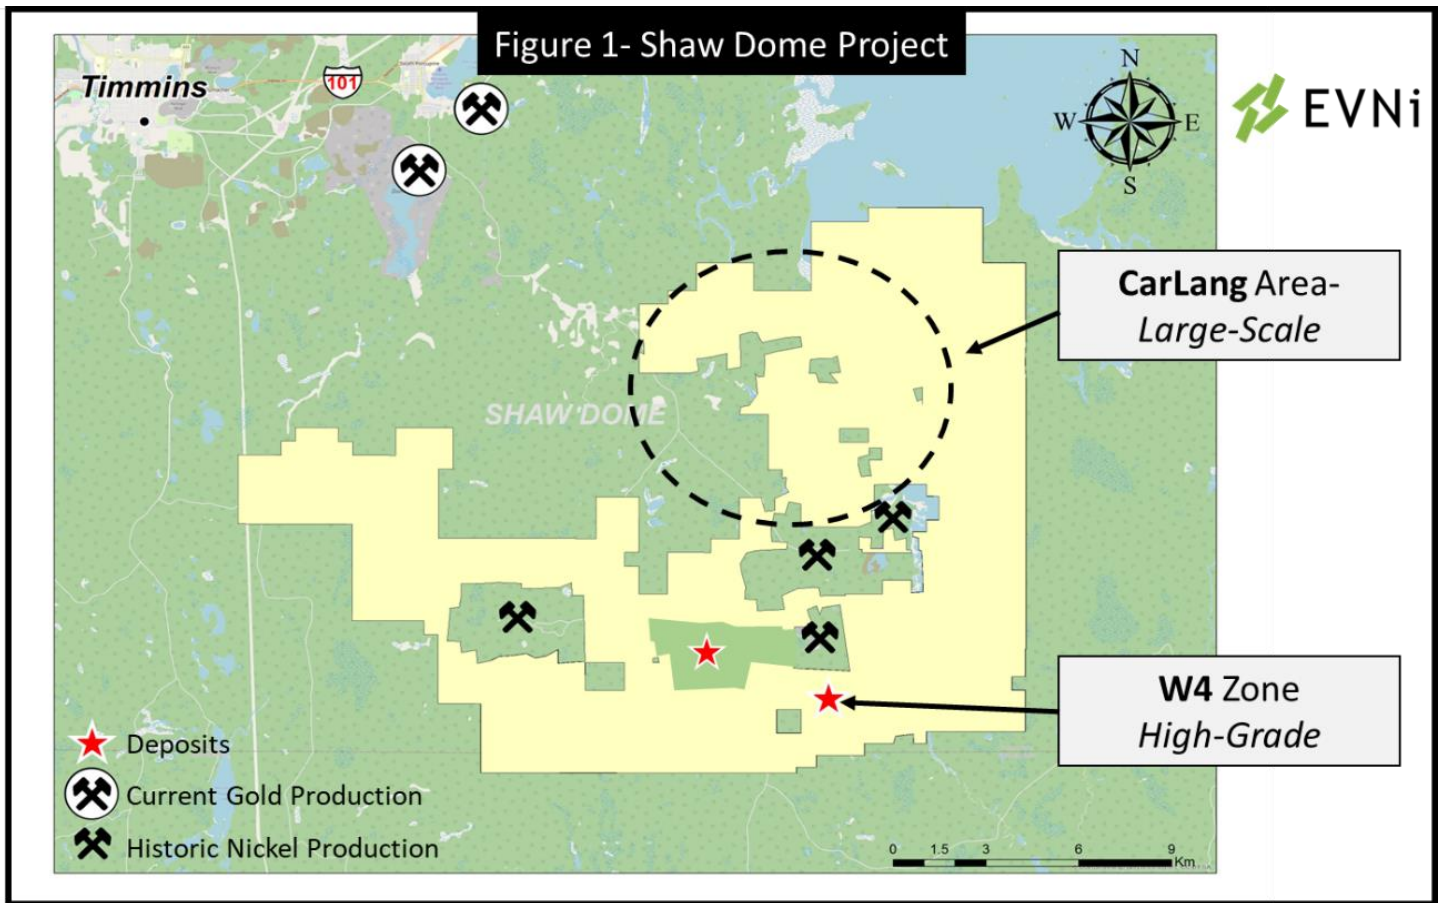 Figure 1- Shaw Dome Project
Timmins
101
N
W
E
S
EVNi
CarLang Area-
Large-Scale
SHAW DOME
W4 Zone
High-Grade
Deposits
Current Gold Production
Historic Nickel Production
0 1.5 3 6 9
Km